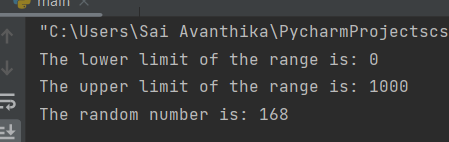 main
"C:\Users\Sai Avanthika\PycharmProjectscs
The lower limit of the range is: 0
The upper limit of the range is: 1000
The random number is: 168